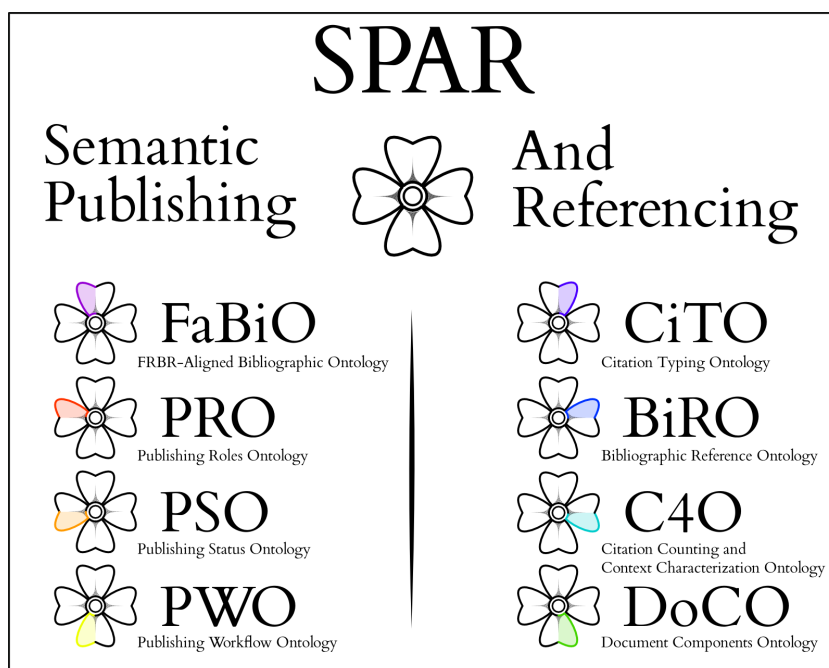 SPAR
Semantic
Publishing
And
Referencing
FaBiO
FRBR-Aligned Bibliographic Ontology
PRO
Publishing Roles Ontology
PSO
Publishing Status Ontology
PWO
Publishing Workflow Ontology
CiTO
Citation Typing Ontology
BiRO
Bibliographic Reference Ontology
C4O
Citation Counting and
Context Characterization Ontology
DoCO
Document Components Ontology